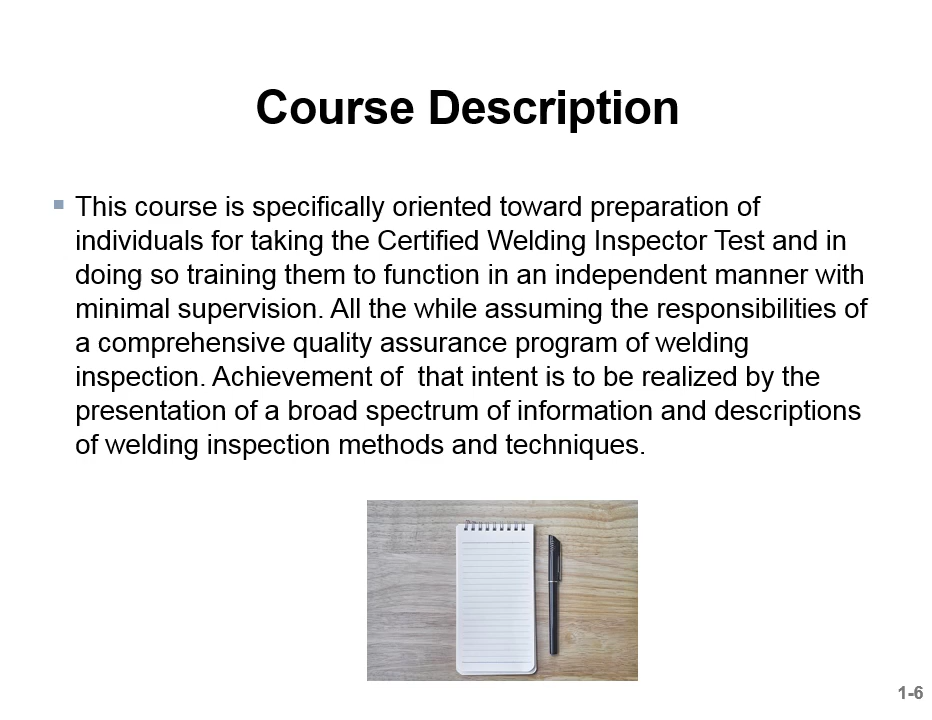 Course Description
This course is specifically oriented toward preparation of
individuals for taking the Certified Welding Inspector Test and in
doing so training them to function in an independent manner with
minimal supervision. All the while assuming the responsibilities of
a comprehensive quality assurance program of welding
inspection. Achievement of  that intent is to be realized by the
presentation of a broad spectrum of information and descriptions
of welding inspection methods and techniques.
1-6